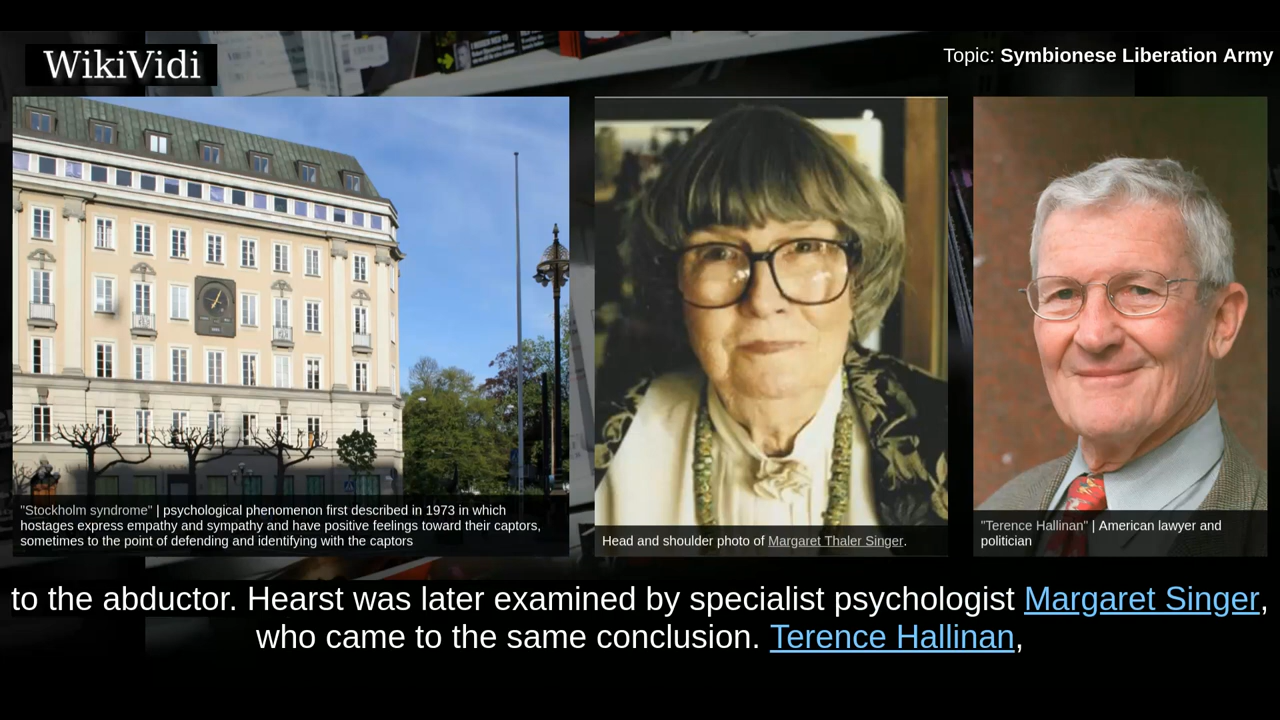 WikiVidi
Topic: Symbionese Liberation Army
"Stockholm syndrome" | psychological phenomenon first described in 1973 in which
hostages express empathy and sympathy and have positive feelings toward their captors,
sometimes to the point of defending and identifying with the captors
Head and shoulder photo of Margaret Thaler Singer.
"Terence Hallinan" | American lawyer and
politician
to the abductor. Hearst was later examined by specialist psychologist Margaret Singer,
who came to the same conclusion. Terence Hallinan,